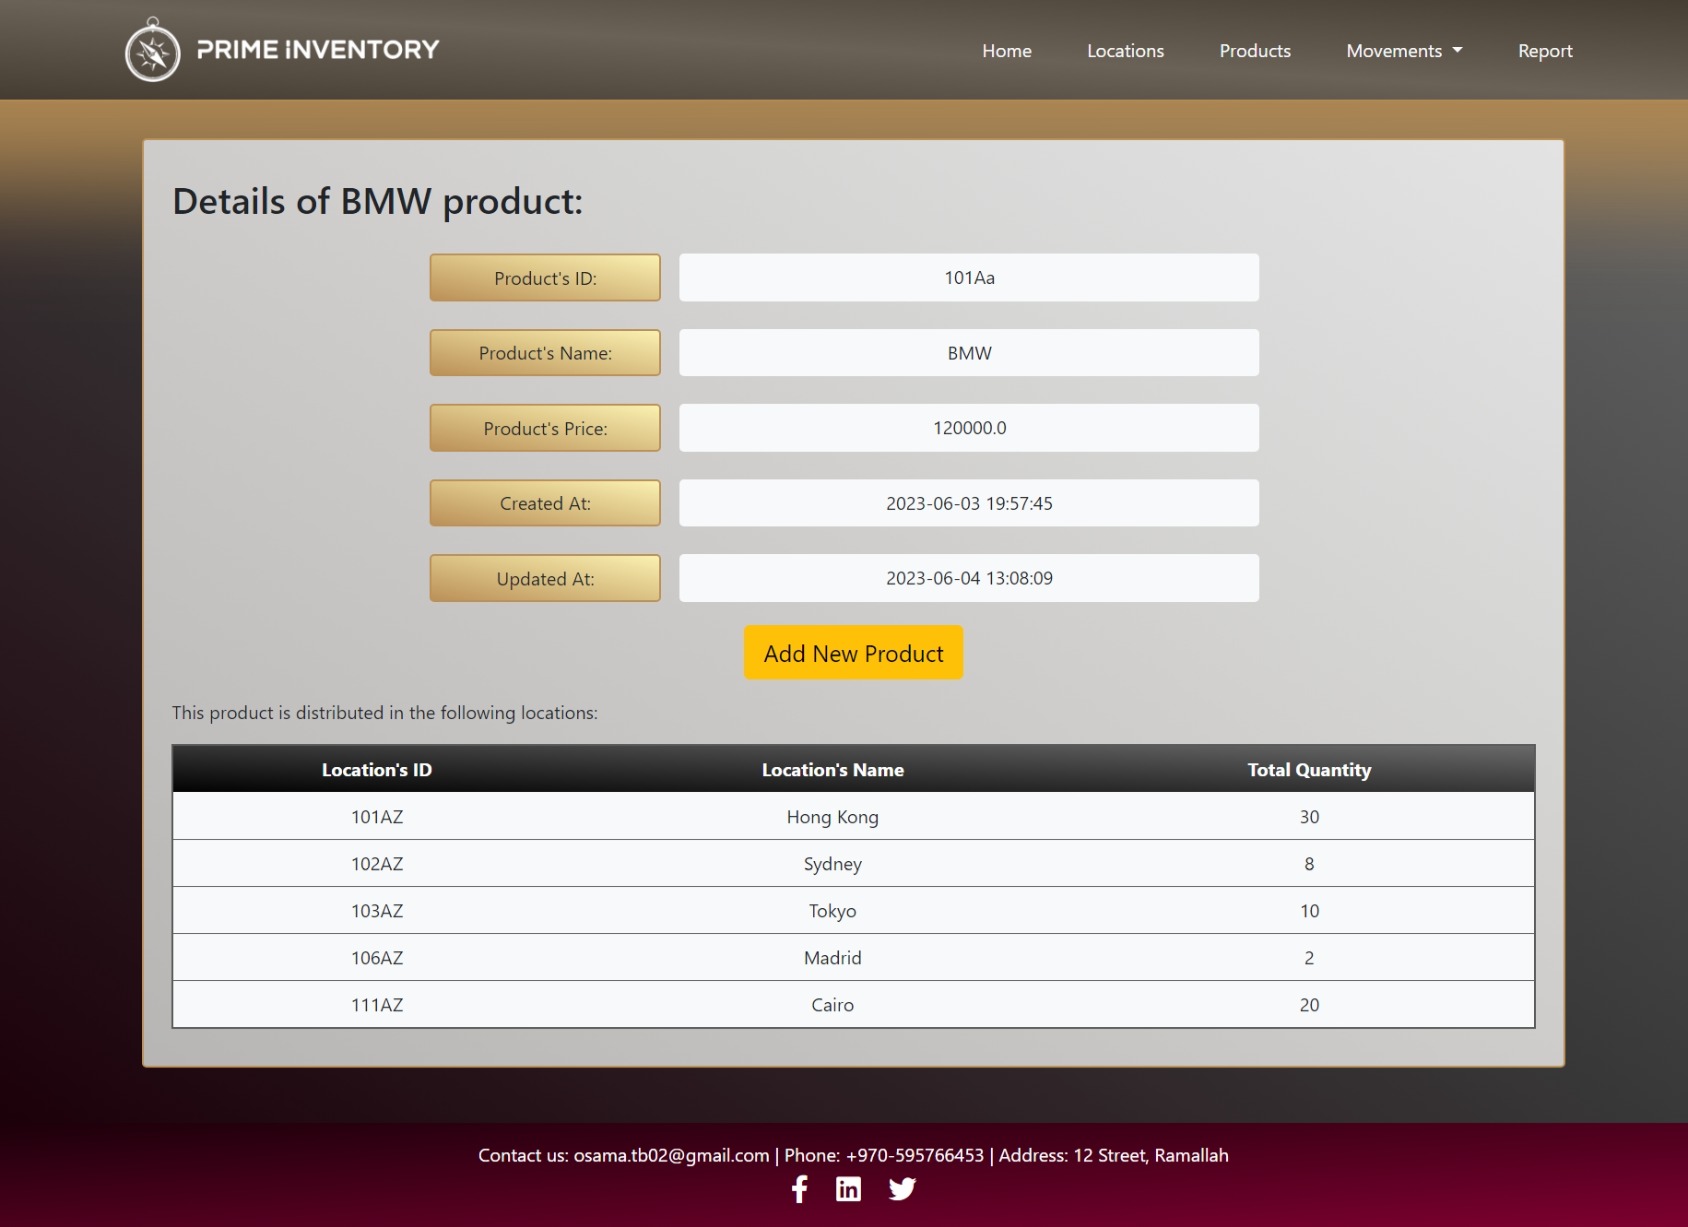 PRIME iNVENTORY Home Locations Products Movements Report
Details of BMW product:
Product's ID: 101Aa
Product's Name: BMW
Product's Price: 120000.0
Created At: 2023-06-03 19:57:45
Updated At: 2023-06-04 13:08:09
Add New Product
This product is distributed in the following locations:
Location's ID Location's Name Total Quantity
101AZ Hong Kong 30
102AZ Sydney 8
103AZ Tokyo 10
106AZ Madrid 2
111AZ Cairo 20
Contact us: osama.tb02@gmail.com | Phone: +970-595766453 | Address: 12 Street, Ramallah